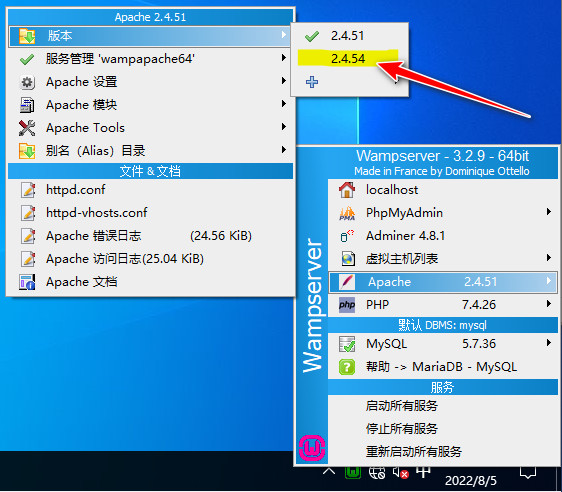 Apache 2.4.51
版本
服务管理 'wampapache64'
Apache 设置
Apache 模块
Apache Tools
别名（Alias）目录
文件 & 文档
httpd.conf
httpd-vhosts.conf
Apache 错误日志 (24.56 KiB)
Apache 访问日志(25.04 KiB)
Apache 文档
2.4.51
2.4.54
Wampserver - 3.2.9 - 64bit
Made in France by Dominique Ottello
Wampserver
localhost
PhpMyAdmin
Adminer 4.8.1
虚拟主机列表
Apache 2.4.51
php PHP 7.4.26
默认 DBMS: mysql
MySQL 5.7.36
帮助 -> MariaDB - MySQL
服务
启动所有服务
停止所有服务
重新启动所有服务
中
2022/8/5